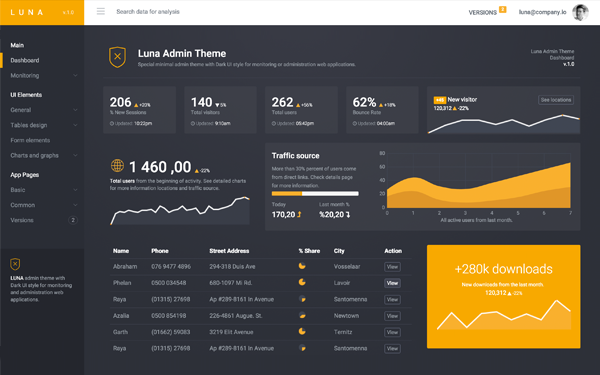 LUNA
v.1.0
Search data for analysis
VERSIONS 3
luna@company.io
Main
Dashboard
Monitoring
UI Elements
General
Tables design
Form elements
Charts and graphs
App Pages
Basic
Common
Versions 2
LUNA admin theme with
Dark UI style for monitoring
and administration web
applications.
Luna Admin Theme
Special minimal admin theme with Dark UI style for monitoring or administration web applications.
Luna Admin Theme
Dashboard
v.1.0
206 +20%
% New Sessions
Updated: 10:22pm
140 5%
Total visitors
Updated: 9:10am
262 +56%
Total users
Updated: 05:42pm
62% +18%
Bounce Rate
Updated: 04:00am
New visitor
See locations
120,312 -22%
1 460 ,00 -22%
Total users from the beginning of activity. See detailed charts
for more information locations and traffic source.
Traffic source
More than 30% percent of users come
from direct links. Check details page
for more information.
Today
Last month %
170,20
%20,20
80
60
40
20
0
0 1 2 3 4 5 6 7
All active users from last month.
Name Phone Street Address % Share City Action
Abraham 076 9477 4896 294-318 Duis Ave Vosselaar View
Phelan 0500 034548 680-1097 Mi Rd. Lavoir View
Raya (01315) 27698 Ap #289-8161 In Avenue Santomenna View
Azalia 0500 854198 226-4861 Augue. St. Newtown View
Garth (01662) 59083 3219 Elit Avenue Ternitz View
Raya (01315) 27698 Ap #289-8161 In Avenue Santomenna View
+280k downloads
New downloads from the last month.
120,312 -22%